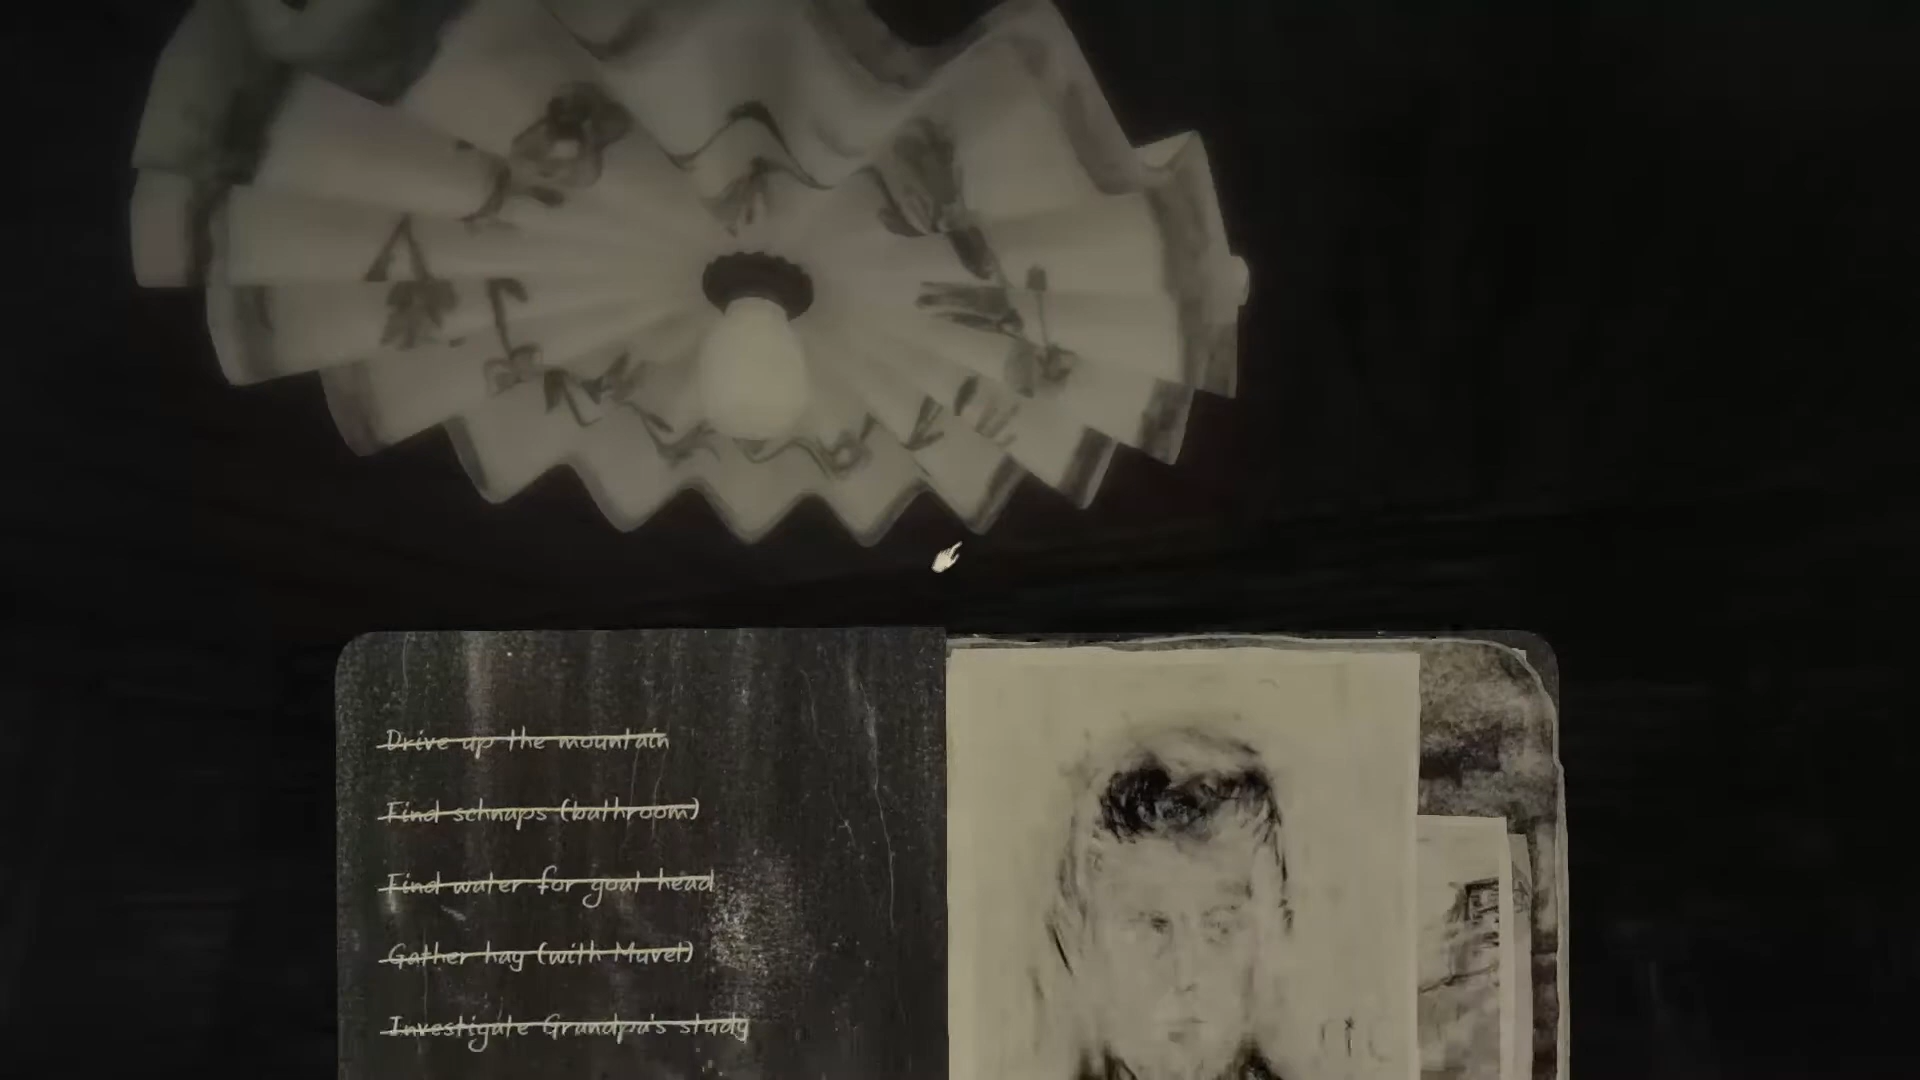 Drive up the mountain
Find schnaps (bathroom)
Find water for goat head
Gather hay (with Muvel)
Investigate Grandpa's study